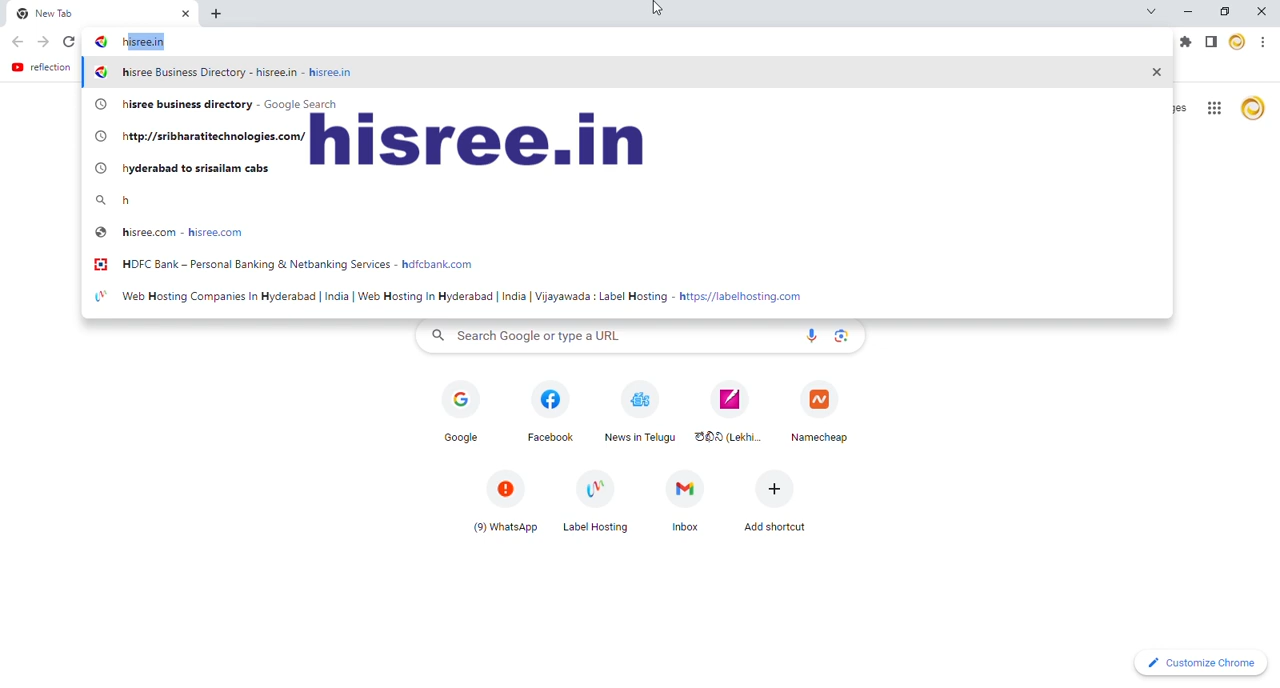 New Tab
hisree.in
reflection
hisree Business Directory - hisree.in - hisree.in
hisree business directory - Google Search
http://sribharatitechnologies.com/
hisree.in
hyderabad to srisailam cabs
h
hisree.com - hisree.com
HDFC Bank – Personal Banking & Netbanking Services - hdfcbank.com
Web Hosting Companies In Hyderabad | India | Web Hosting In Hyderabad | India | Vijayawada : Label Hosting - https://labelhosting.com
Search Google or type a URL
Google Facebook News in Telugu లేఖిని (Lekhi... Namecheap
(9) WhatsApp Label Hosting Inbox Add shortcut
Customize Chrome